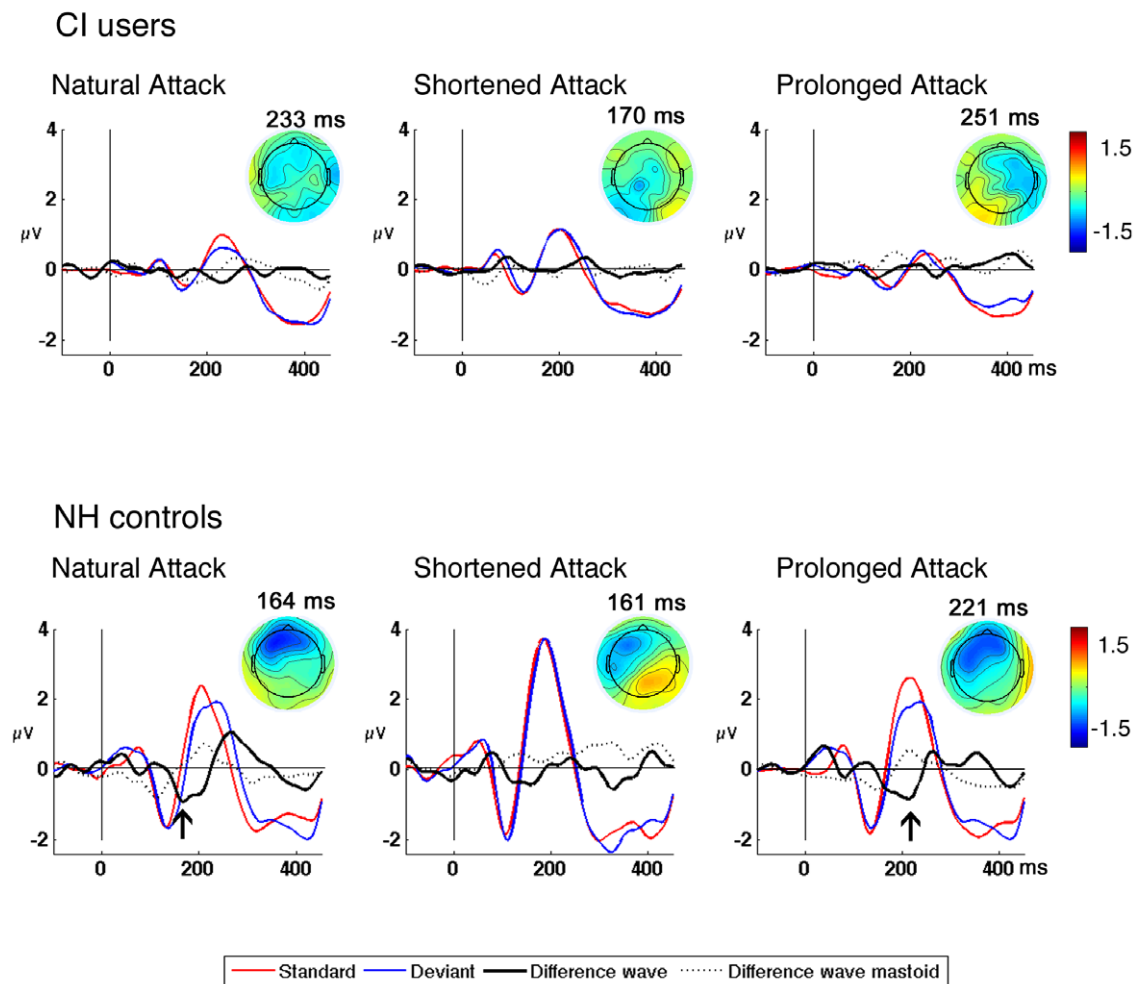 CI users
Natural Attack Shortened Attack Prolonged Attack
233 ms 170 ms 251 ms
4 4 4
1.5
2 2 2
-1.5
µV µV µV
0 0 0
-2 -2 -2
0 200 400 0 200 400 0 200 400 ms
NH controls
Natural Attack Shortened Attack Prolonged Attack
164 ms 161 ms 221 ms
4 4 4
1.5
2 2 2
-1.5
µV µV µV
0 0 0
-2 -2 -2
0 200 400 0 200 400 0 200 400 ms
Standard Deviant Difference wave Difference wave mastoid